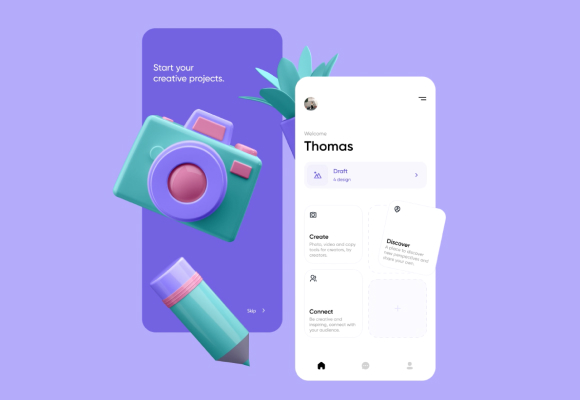 Start your
creative projects.
Skip
Welcome
Thomas
Draft
4 design
Create
Photo, video and copy
tools for creators, by
creators.
Discover
A place to discover
new perspectives and
share your own.
Connect
Be creative and
inspiring, connect with
your audience.